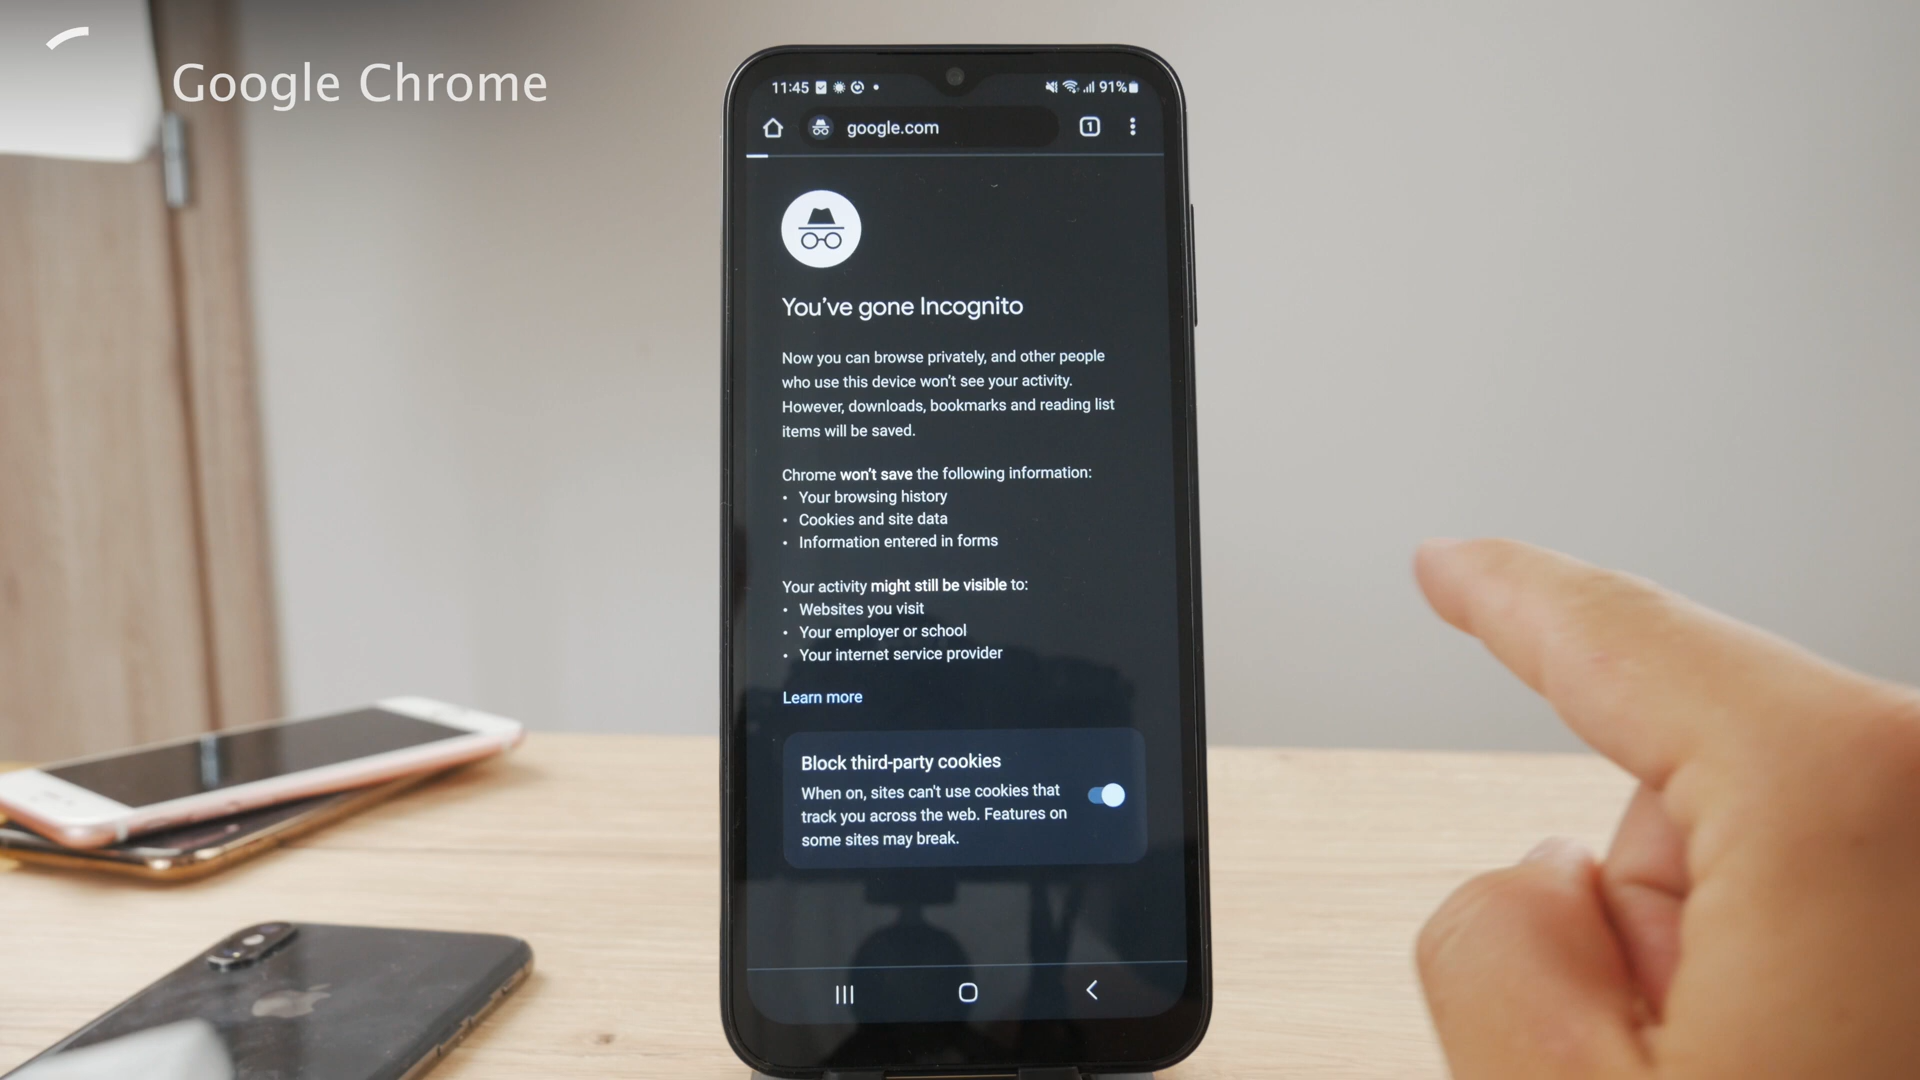 Google Chrome
11:45
91%
google.com
1
You've gone Incognito
Now you can browse privately, and other people
who use this device won't see your activity.
However, downloads, bookmarks and reading list
items will be saved.
Chrome won't save the following information:
• Your browsing history
• Cookies and site data
• Information entered in forms
Your activity might still be visible to:
• Websites you visit
• Your employer or school
• Your internet service provider
Learn more
Block third-party cookies
When on, sites can't use cookies that
track you across the web. Features on
some sites may break.